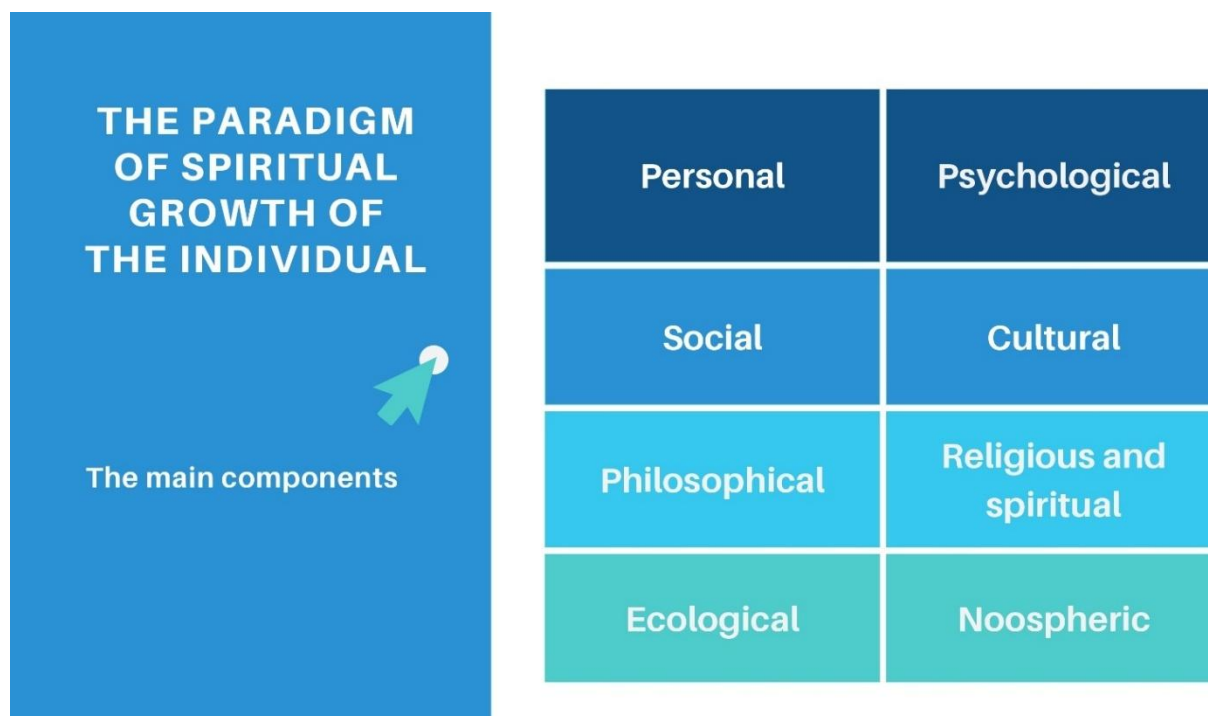 THE PARADIGM
OF SPIRITUAL
GROWTH OF
THE INDIVIDUAL
The main components
Personal
Psychological
Social
Cultural
Philosophical
Religious and
spiritual
Ecological
Noospheric